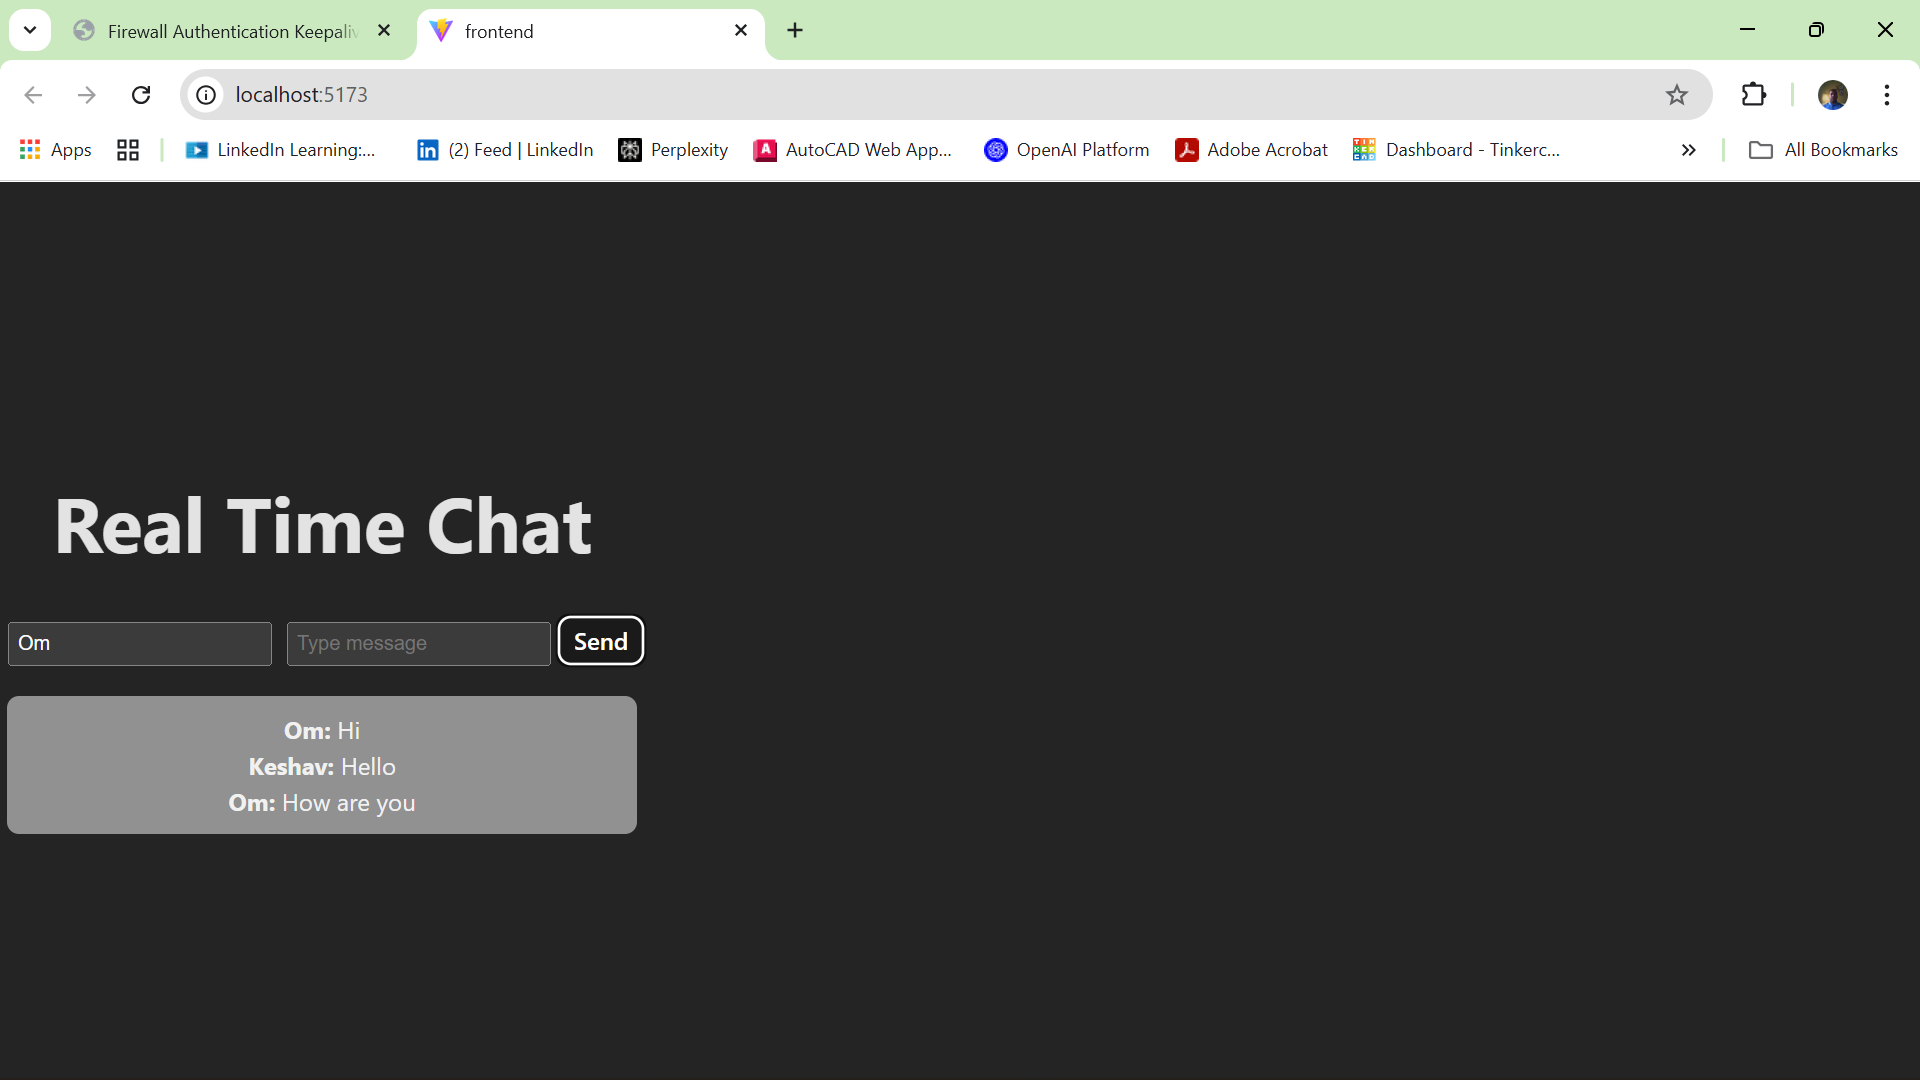 Firewall Authentication Keepaliv
frontend
localhost:5173
Apps
LinkedIn Learning:...
(2) Feed | LinkedIn
Perplexity
AutoCAD Web App...
OpenAI Platform
Adobe Acrobat
Dashboard - Tinkerc...
All Bookmarks
Real Time Chat
Om
Type message
Send
Om: Hi
Keshav: Hello
Om: How are you